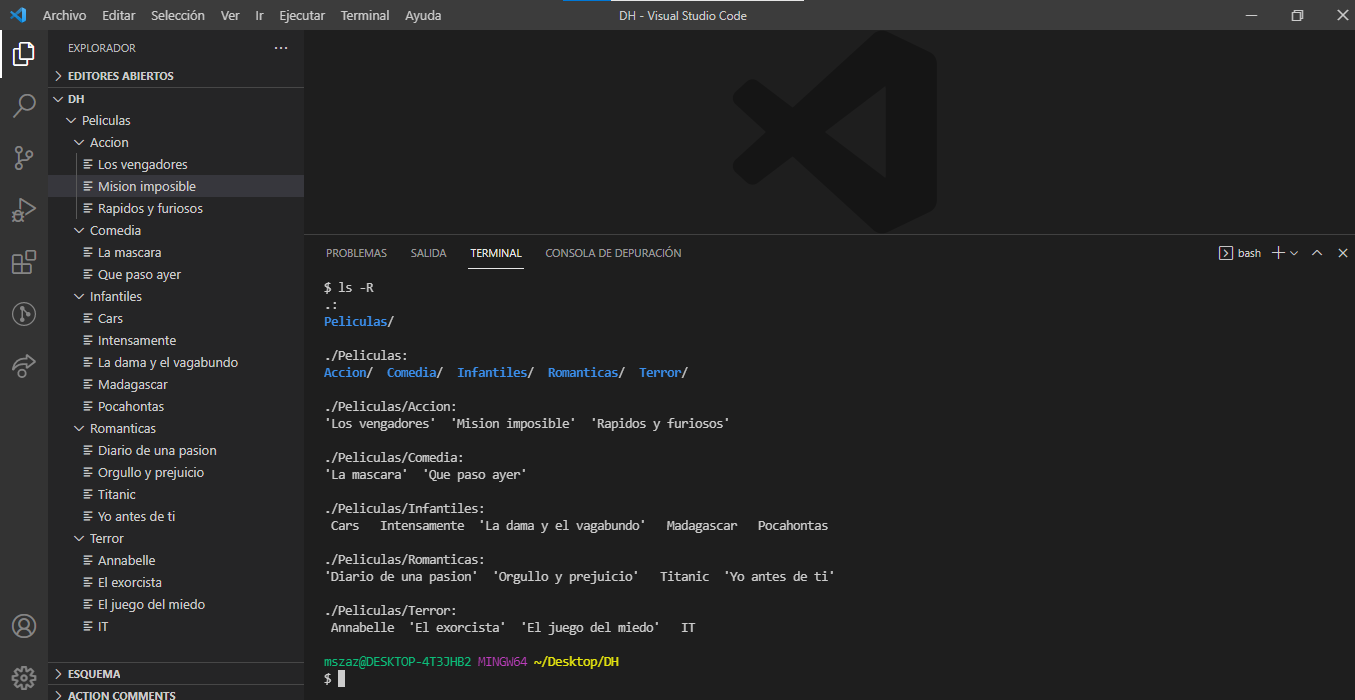 Archivo Editar Selección Ver Ir Ejecutar Terminal Ayuda
DH - Visual Studio Code
EXPLORADOR
EDITORES ABIERTOS
DH
Peliculas
Accion
Los vengadores
Mision imposible
Rapidos y furiosos
Comedia
La mascara
Que paso ayer
Infantiles
Cars
Intensamente
La dama y el vagabundo
Madagascar
Pocahontas
Romanticas
Diario de una pasion
Orgullo y prejuicio
Titanic
Yo antes de ti
Terror
Annabelle
El exorcista
El juego del miedo
IT
ESQUEMA
ACTION COMMENTS
PROBLEMAS SALIDA TERMINAL CONSOLA DE DEPURACIÓN
bash
$ ls -R
.:
Peliculas/
./Peliculas:
Accion/ Comedia/ Infantiles/ Romanticas/ Terror/
./Peliculas/Accion:
'Los vengadores' 'Mision imposible' 'Rapidos y furiosos'
./Peliculas/Comedia:
'La mascara' 'Que paso ayer'
./Peliculas/Infantiles:
Cars Intensamente 'La dama y el vagabundo' Madagascar Pocahontas
./Peliculas/Romanticas:
'Diario de una pasion' 'Orgullo y prejuicio' Titanic 'Yo antes de ti'
./Peliculas/Terror:
Annabelle 'El exorcista' 'El juego del miedo' IT
mszaz@DESKTOP-4T3JHB2 MINGW64 ~/Desktop/DH
$